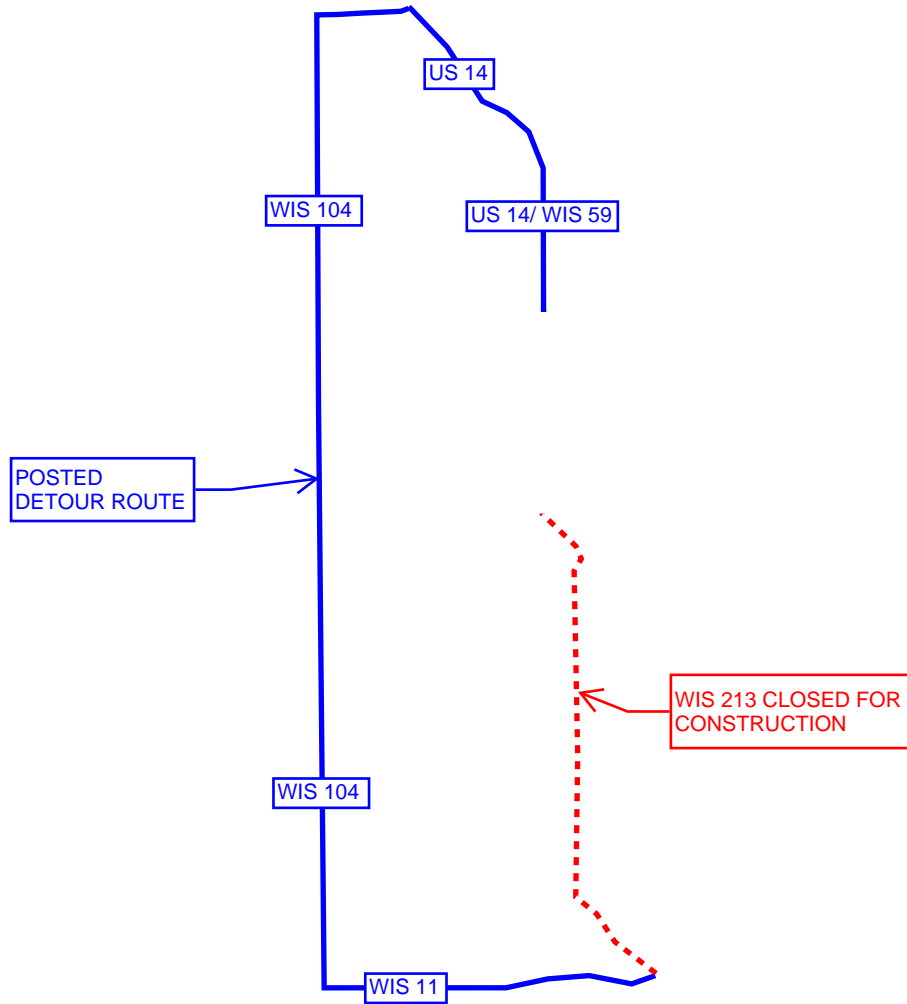 US 14
WIS 104
US 14/ WIS 59
POSTED
DETOUR ROUTE
WIS 213 CLOSED FOR
CONSTRUCTION
WIS 104
WIS 11